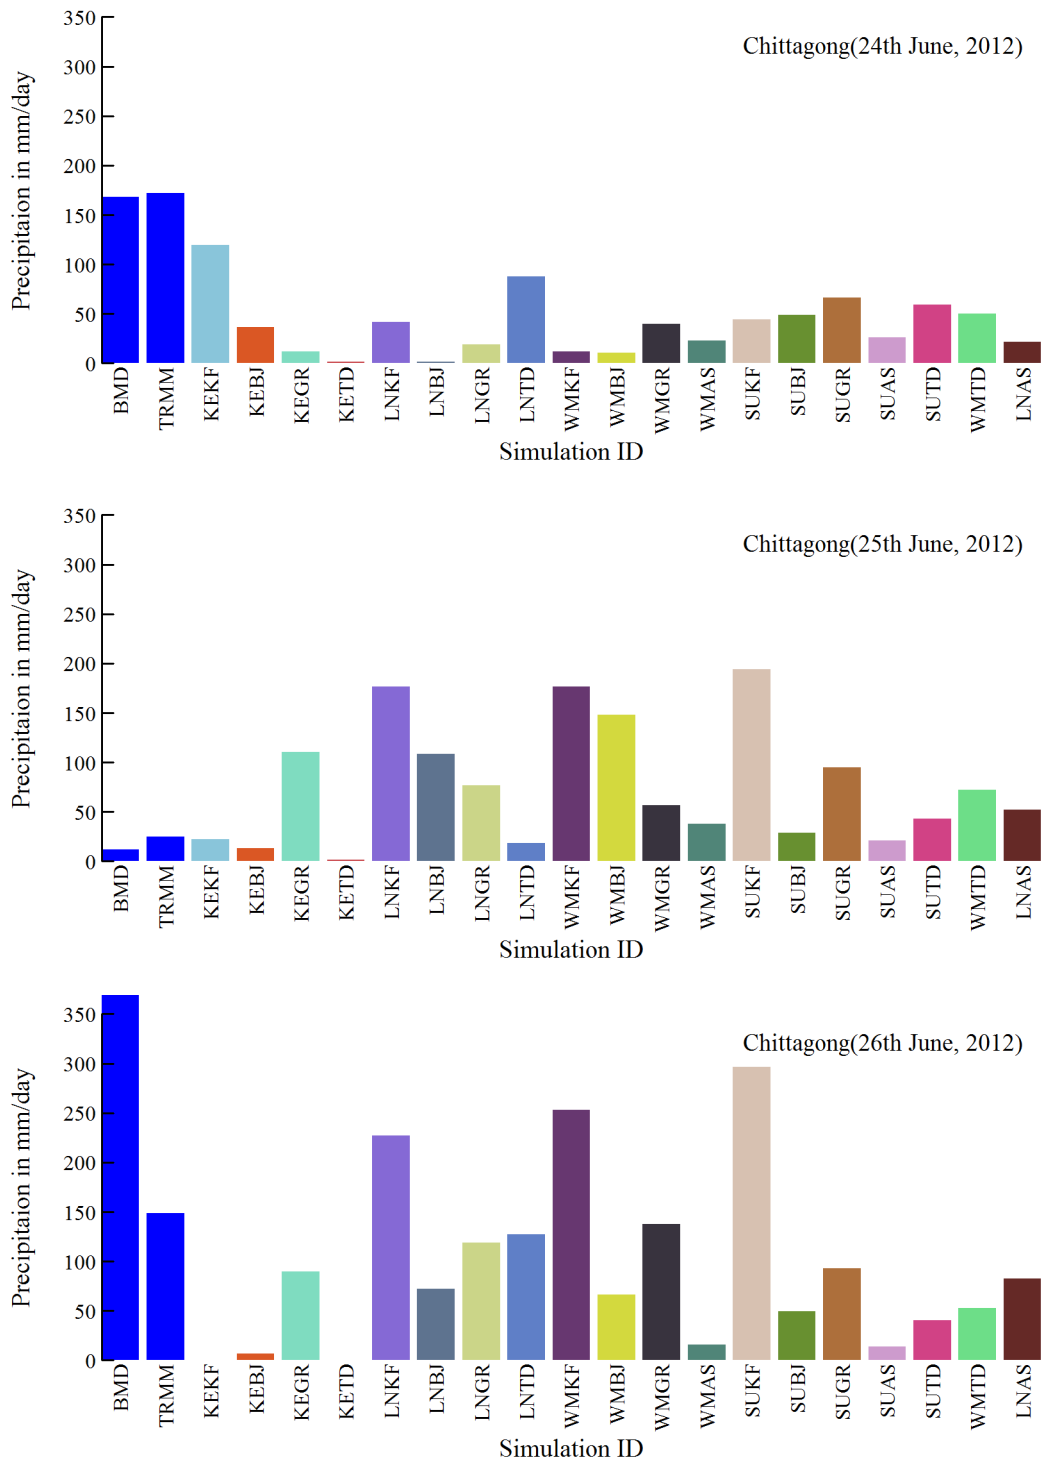 350
Chittagong(24th June, 2012)
300
250
200
150
100
50
0
Precipitaion in mm/day
BMD
TRMM
KEKF
KEBJ
KEGR
KETD
LNKF
LNBJ
LNGR
LNTD
WMKF
WMBJ
WMGR
WMAS
SUKF
SUBJ
SUGR
SUAS
SUTD
WMTD
LNAS
Simulation ID
350
Chittagong(25th June, 2012)
300
250
200
150
100
50
0
Precipitaion in mm/day
BMD
TRMM
KEKF
KEBJ
KEGR
KETD
LNKF
LNBJ
LNGR
LNTD
WMKF
WMBJ
WMGR
WMAS
SUKF
SUBJ
SUGR
SUAS
SUTD
WMTD
LNAS
Simulation ID
350
Chittagong(26th June, 2012)
300
250
200
150
100
50
0
Precipitaion in mm/day
BMD
TRMM
KEKF
KEBJ
KEGR
KETD
LNKF
LNBJ
LNGR
LNTD
WMKF
WMBJ
WMGR
WMAS
SUKF
SUBJ
SUGR
SUAS
SUTD
WMTD
LNAS
Simulation ID